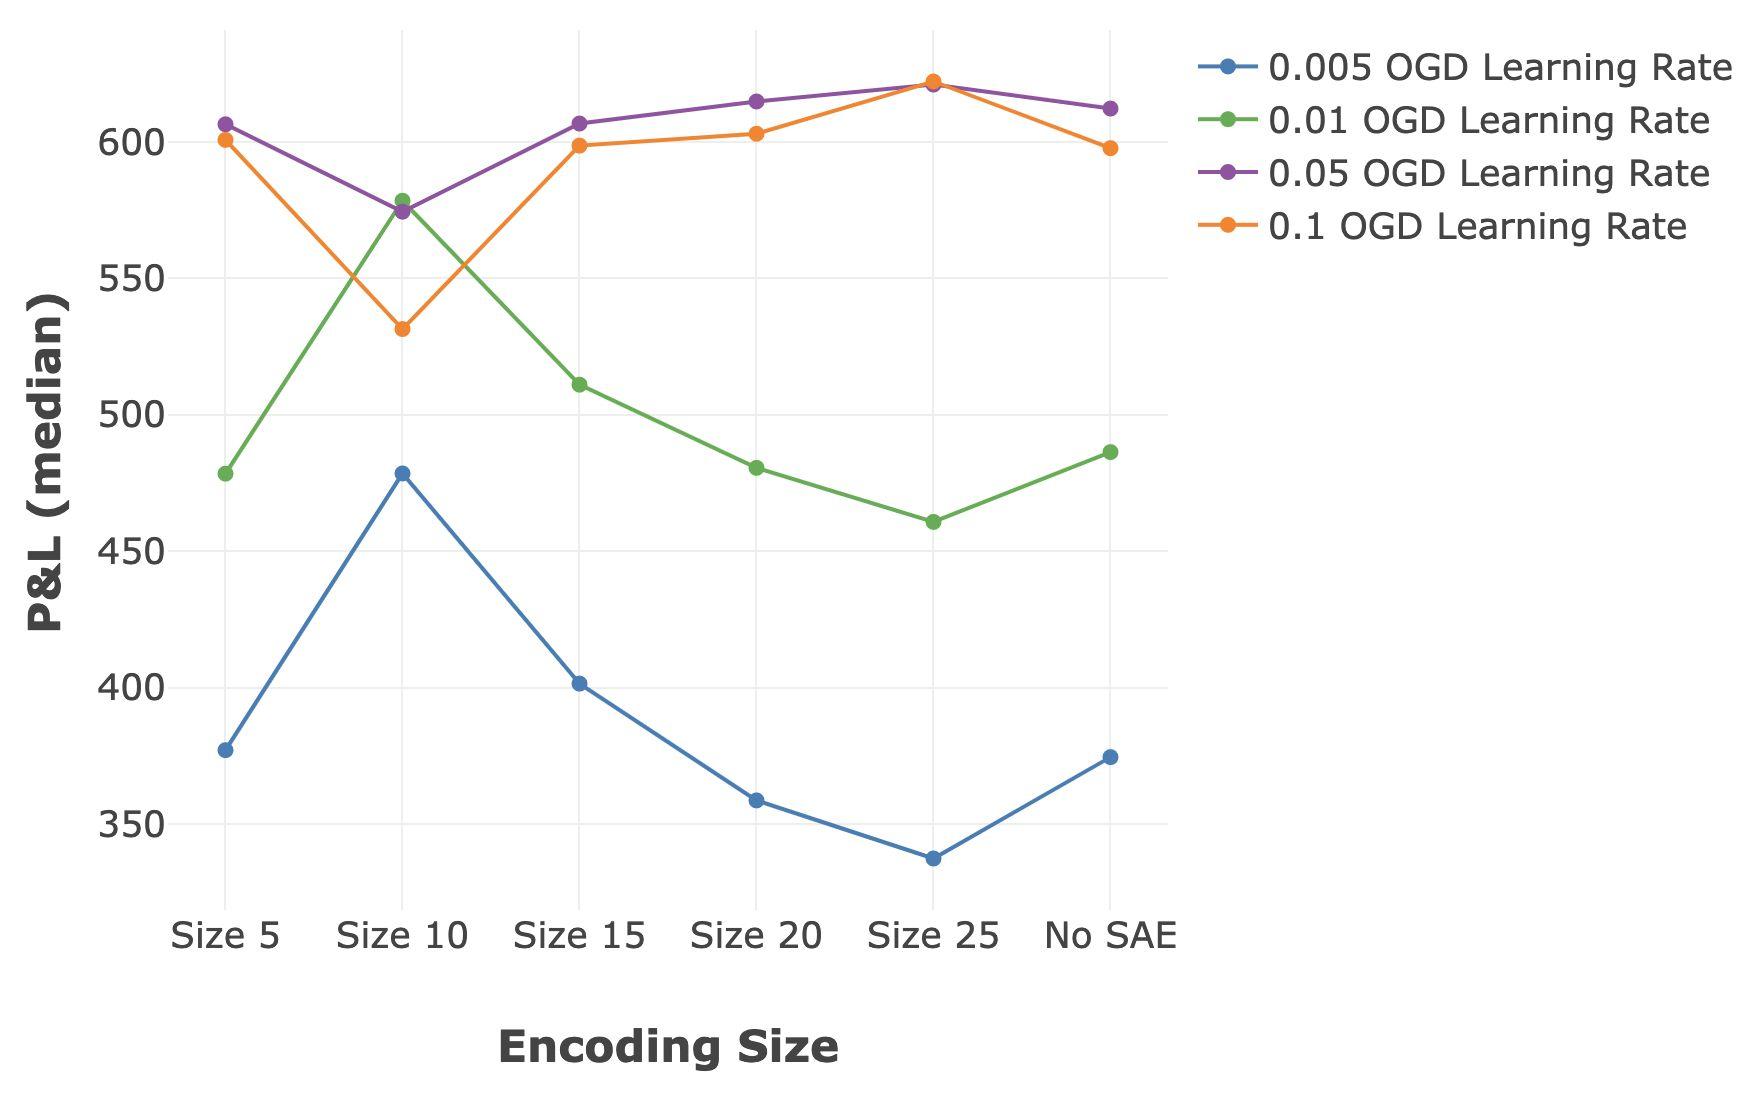 0.005 OGD Learning Rate
0.01 OGD Learning Rate
0.05 OGD Learning Rate
0.1 OGD Learning Rate
P&L (median)
600
550
500
450
400
350
Size 5
Size 10
Size 15
Size 20
Size 25
No SAE
Encoding Size